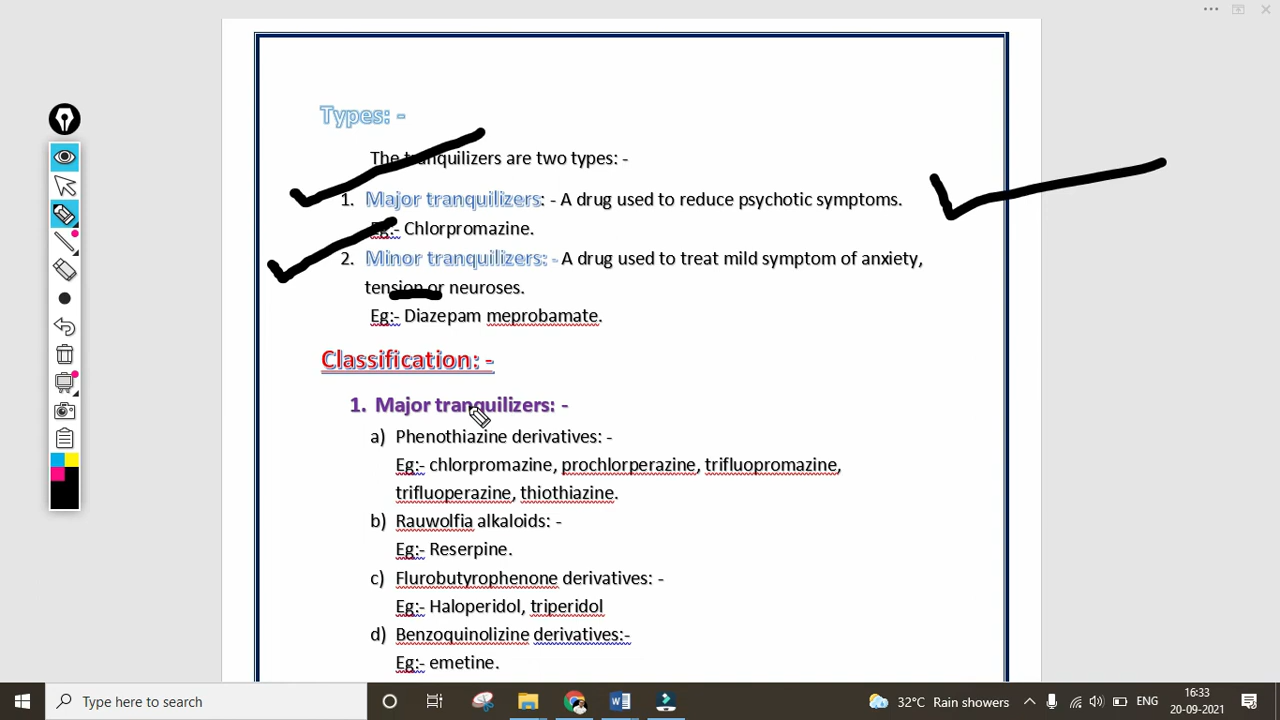 Types: -
The tranquilizers are two types: -
1. Major tranquilizers: - A drug used to reduce psychotic symptoms.
Eg:- Chlorpromazine.
2. Minor tranquilizers: - A drug used to treat mild symptom of anxiety,
tension or neuroses.
Eg:- Diazepam meprobamate.
Classification: -
1. Major tranquilizers: -
a) Phenothiazine derivatives: -
Eg:- chlorpromazine, prochlorperazine, trifluopromazine,
trifluoperazine, thiothiazine.
b) Rauwolfia alkaloids: -
Eg:- Reserpine.
c) Flurobutyrophenone derivatives: -
Eg:- Haloperidol, triperidol
d) Benzoquinolizine derivatives:-
Eg:- emetine.
Type here to search
32°C Rain showers
ENG
16:33
20-09-2021